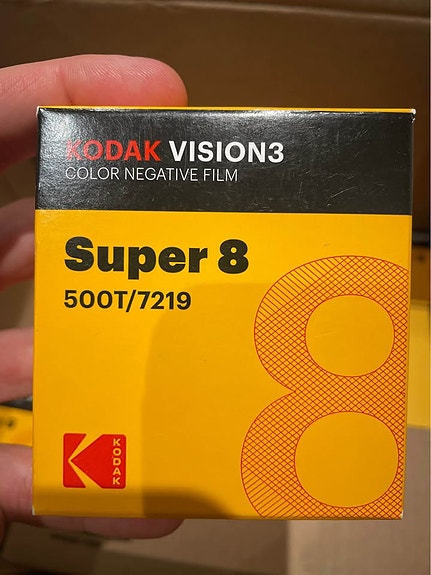 KODAK VISION3
COLOR NEGATIVE FILM
Super 8
500T/7219
8
KODAK